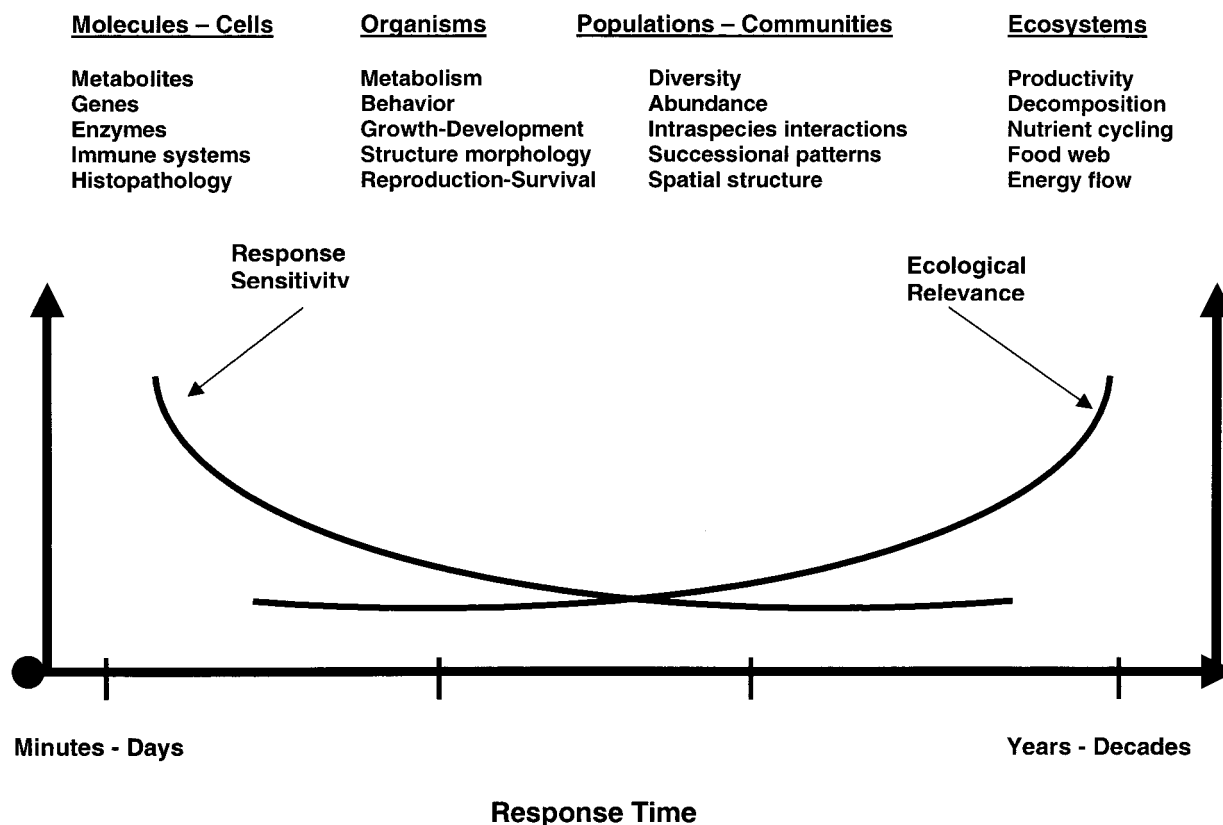 Molecules – Cells Organisms Populations – Communities Ecosystems
Metabolites Metabolism Diversity Productivity
Genes Behavior Abundance Decomposition
Enzymes Growth-Development Intraspecies interactions Nutrient cycling
Immune systems Structure morphology Successional patterns Food web
Histopathology Reproduction-Survival Spatial structure Energy flow
Response
Sensitivity
Ecological
Relevance
Minutes - Days Years - Decades
Response Time